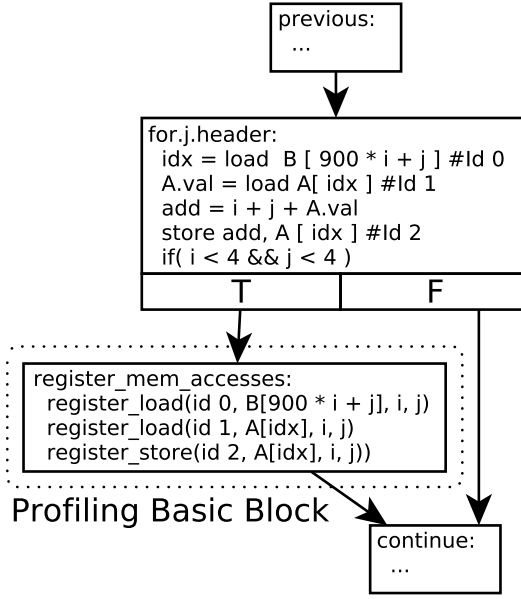 previous:
...
for.j.header:
idx = load  B [ 900 * i + j ] #Id 0
A.val = load A[ idx ] #Id 1
add = i + j + A.val
store add, A [ idx ] #Id 2
if( i < 4 && j < 4 )
T
F
register_mem_accesses:
register_load(id 0, B[900 * i + j], i, j)
register_load(id 1, A[idx], i, j)
register_store(id 2, A[idx], i, j))
Profiling Basic Block
continue:
...